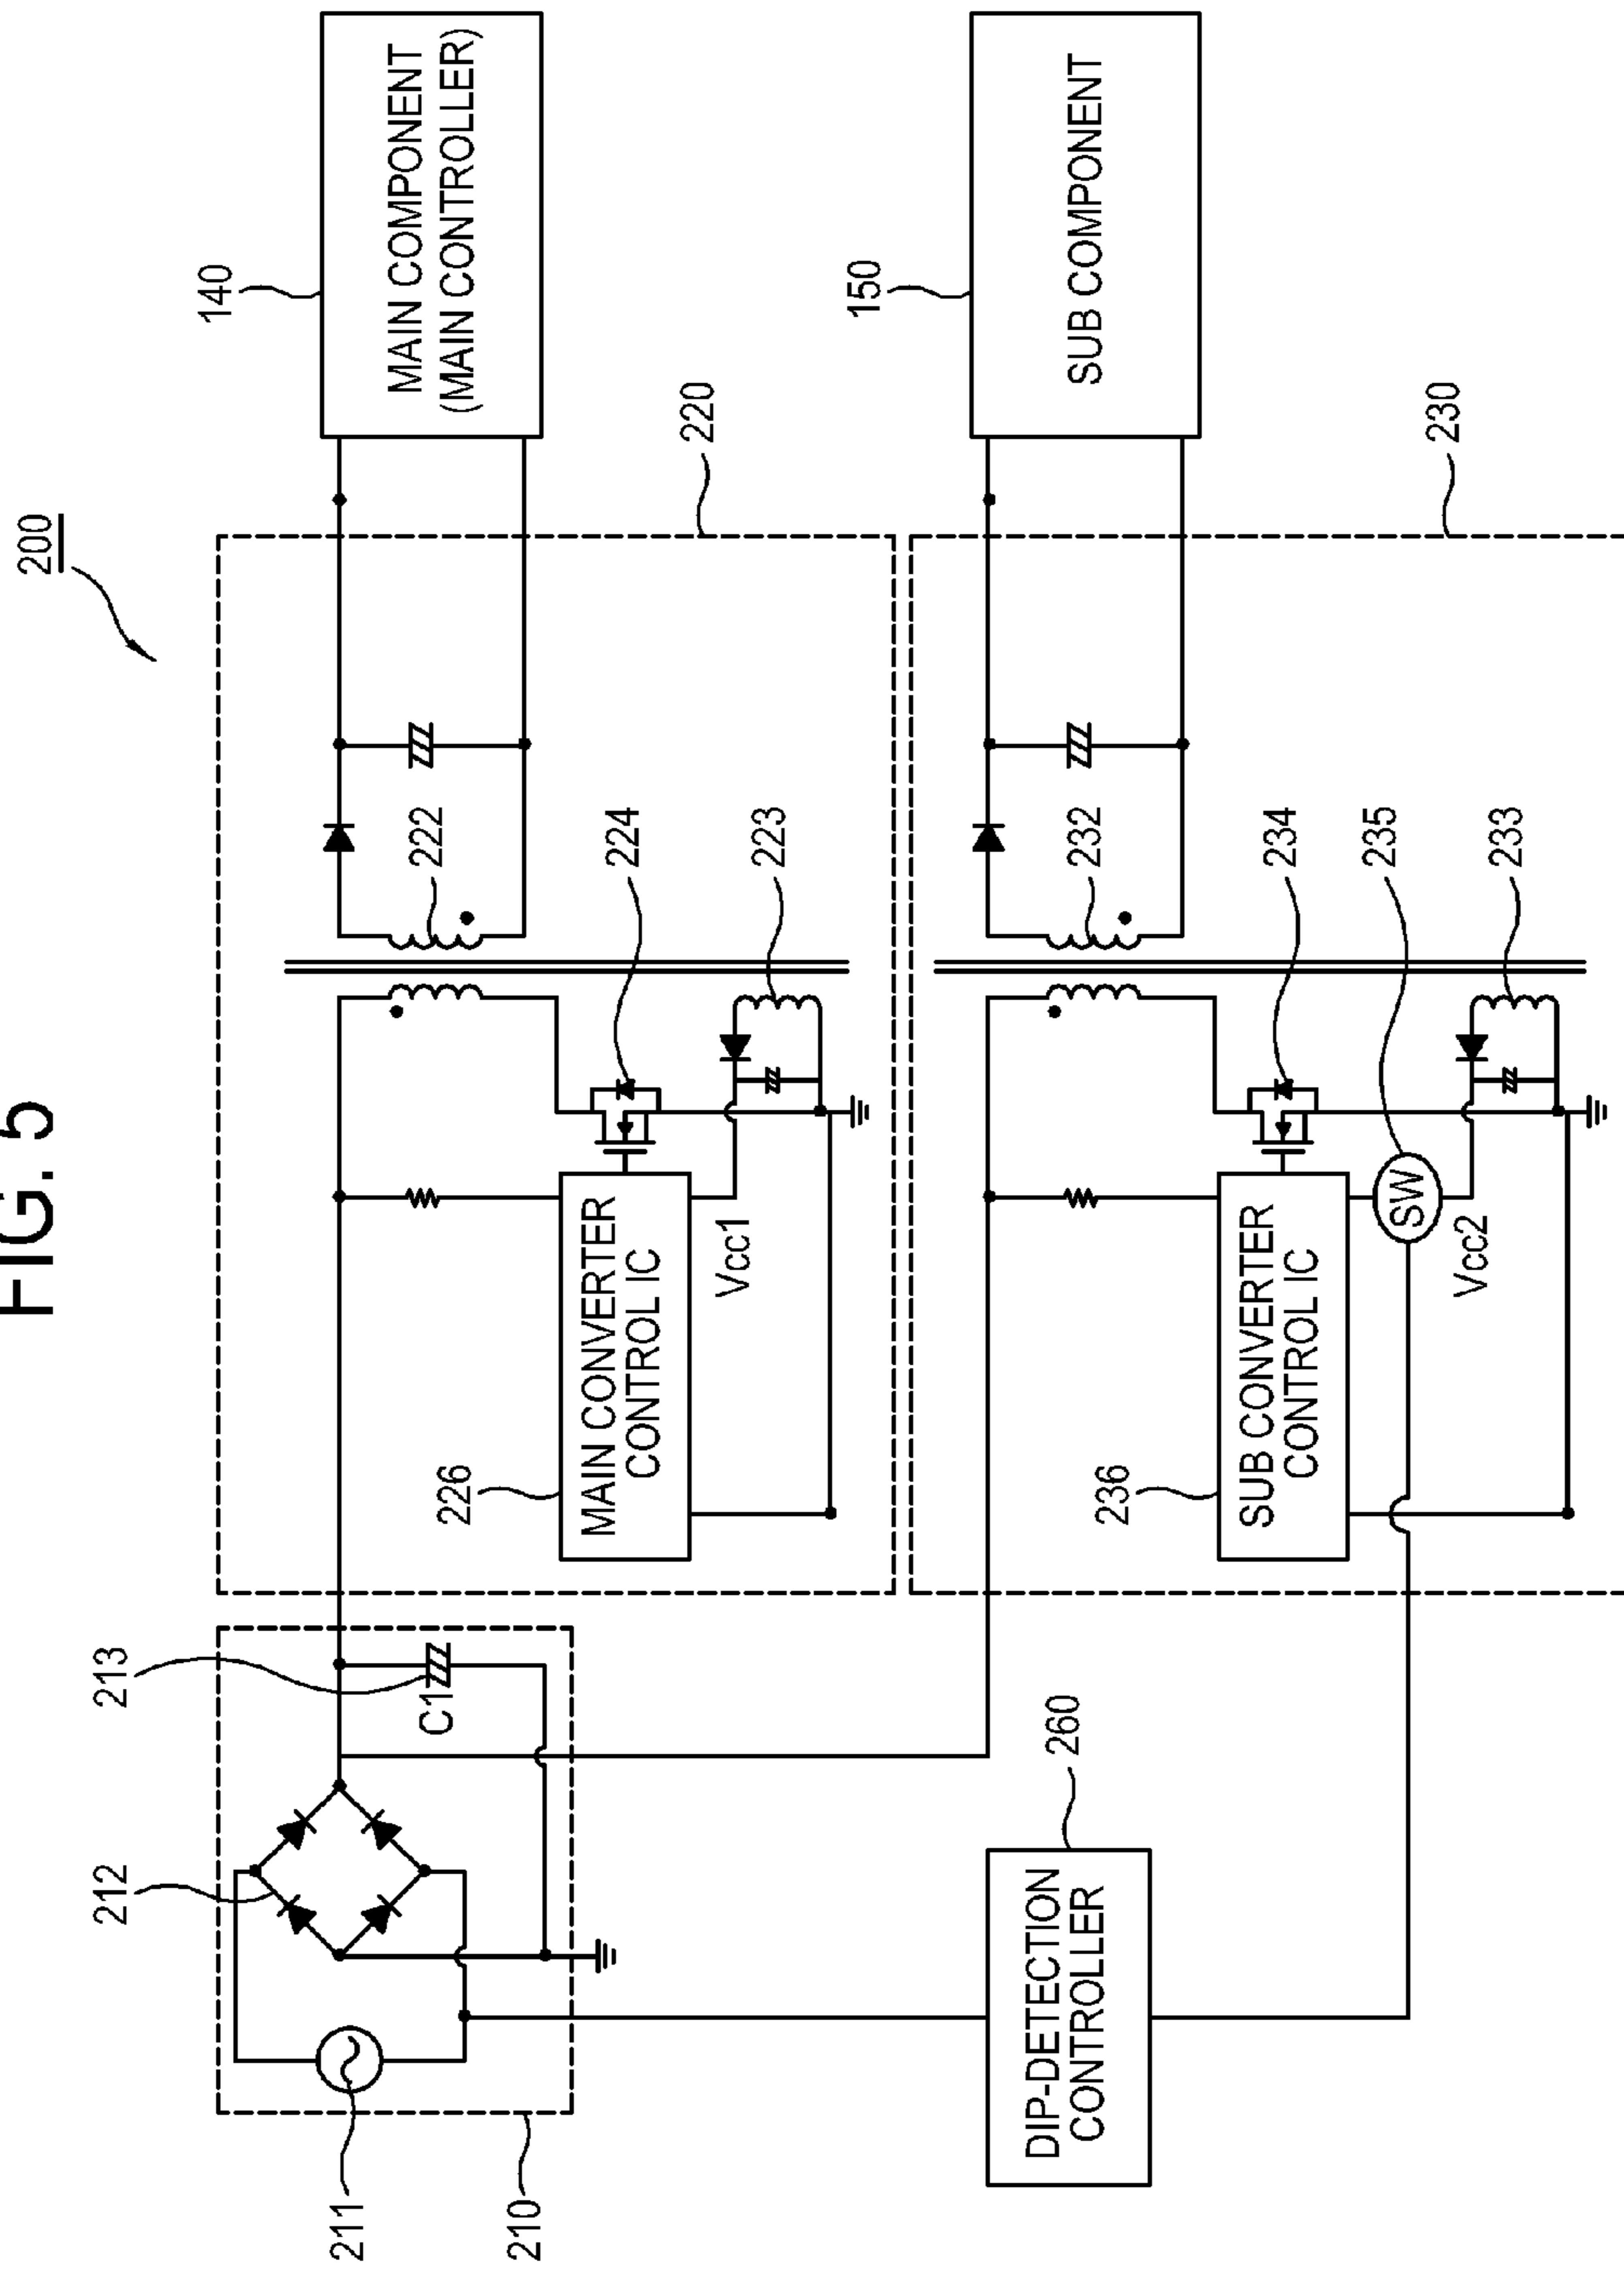 FIG. 5
200
211
212
213
C1
210
226
MAIN CONVERTER
CONTROL IC
Vcc1
222
224
223
220
140
MAIN COMPONENT
(MAIN CONTROLLER)
260
DIP-DETECTION
CONTROLLER
236
SUB CONVERTER
CONTROL IC
SW
Vcc2
232
234
235
233
230
150
SUB COMPONENT